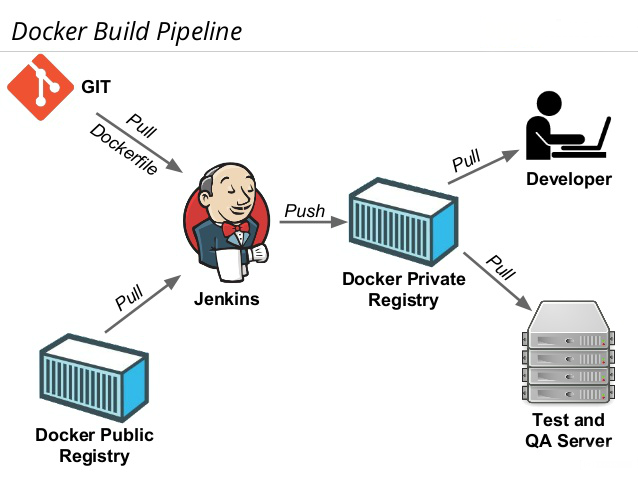 Docker Build Pipeline
GIT
Pull
Dockerfile
Jenkins
Pull
Docker Public
Registry
Push
Docker Private
Registry
Pull
Developer
Pull
Test and
QA Server